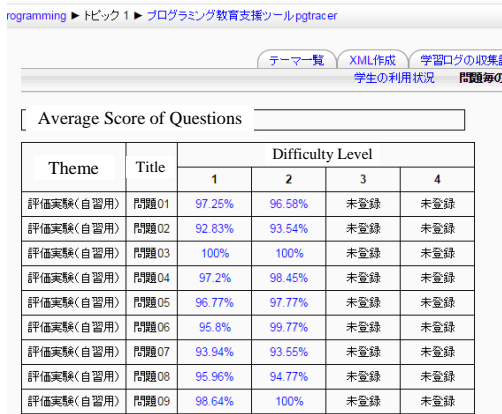 rogramming ► トピック 1 ► プログラミング教育支援ツールpgtracer
テーマ一覧 XML作成 学習ログの収集
学生の利用状況 問題毎の
Average Score of Questions
Theme Title Difficulty Level
1 2 3 4
評価実験(自習用) 問題01 97.25% 96.58% 未登録 未登録
評価実験(自習用) 問題02 92.83% 93.54% 未登録 未登録
評価実験(自習用) 問題03 100% 100% 未登録 未登録
評価実験(自習用) 問題04 97.2% 98.45% 未登録 未登録
評価実験(自習用) 問題05 96.77% 97.77% 未登録 未登録
評価実験(自習用) 問題06 95.8% 99.77% 未登録 未登録
評価実験(自習用) 問題07 93.94% 93.55% 未登録 未登録
評価実験(自習用) 問題08 95.96% 94.77% 未登録 未登録
評価実験(自習用) 問題09 98.64% 100% 未登録 未登録